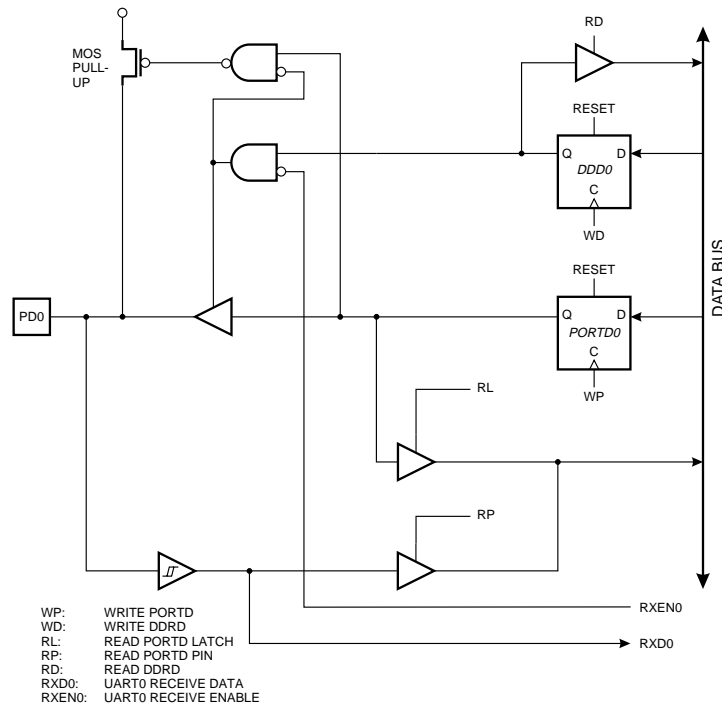 RD
MOS
PULL-
UP
RESET
Q
D
DDD0
C
WD
DATA BUS
RESET
PD0
Q
D
PORTD0
C
WP
RL
RP
RXEN0
RXD0
WP: WRITE PORTD
WD: WRITE DDRD
RL: READ PORTD LATCH
RP: READ PORTD PIN
RD: READ DDRD
RXD0: UART0 RECEIVE DATA
RXEN0: UART0 RECEIVE ENABLE